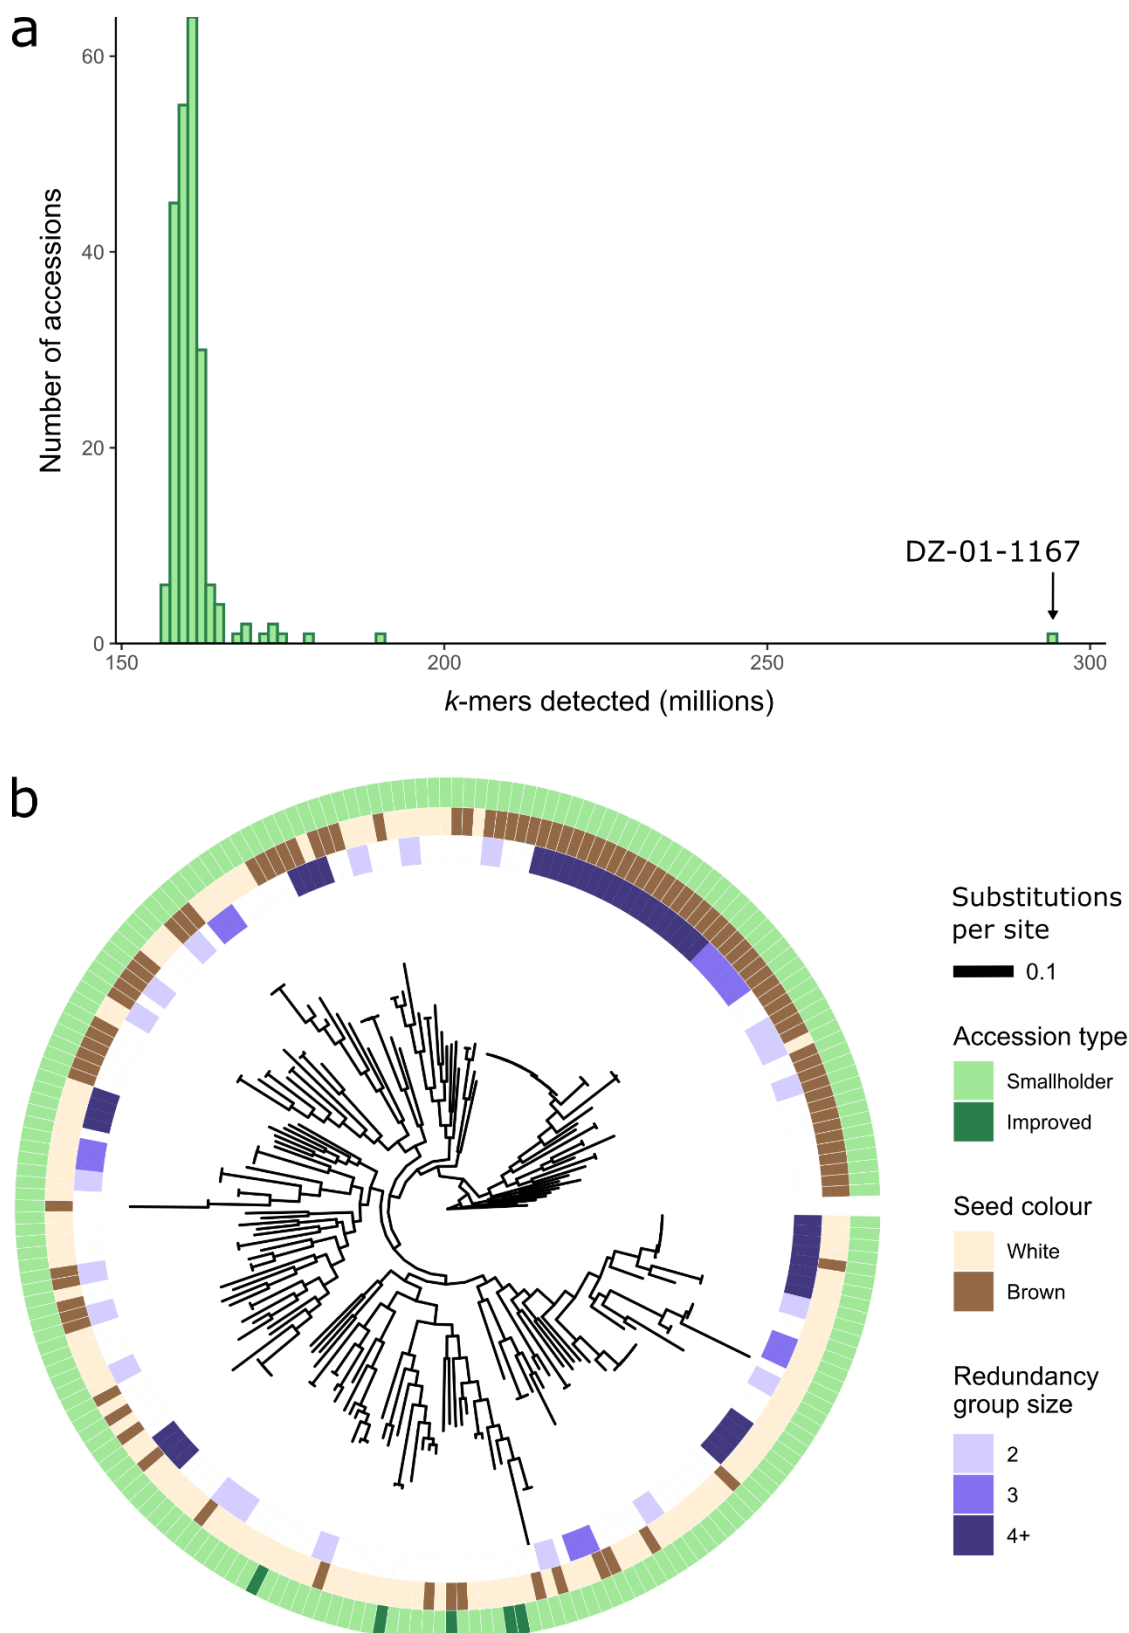 a
60
40
20
0
Number of accessions
DZ-01-1167
150
200
250
300
k-mers detected (millions)
b
Substitutions
per site
0.1
Accession type
Smallholder
Improved
Seed colour
White
Brown
Redundancy
group size
2
3
4+